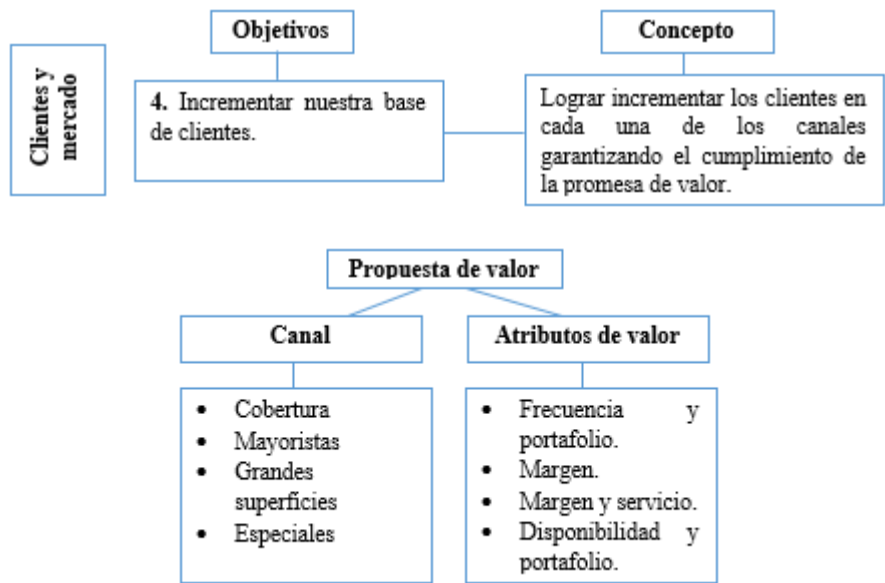 Objetivos
Concepto
Clientes y
mercado
4. Incrementar nuestra base
de clientes.
Lograr incrementar los clientes en
cada una de los canales
garantizando el cumplimiento de
la promesa de valor.
Propuesta de valor
Canal
Atributos de valor
• Cobertura
• Mayoristas
• Grandes
superfícies
• Especiales
• Frecuencia y
portafolio.
• Margen.
• Margen y servicio.
• Disponibilidad y
portafolio.